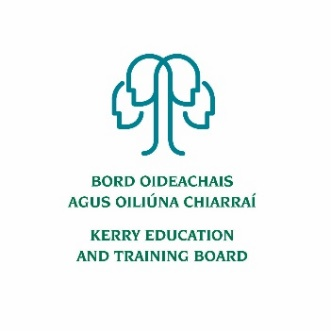 BORD OIDEACHAIS
AGUS OILIÚNA CHIARRAÍ
KERRY EDUCATION
AND TRAINING BOARD